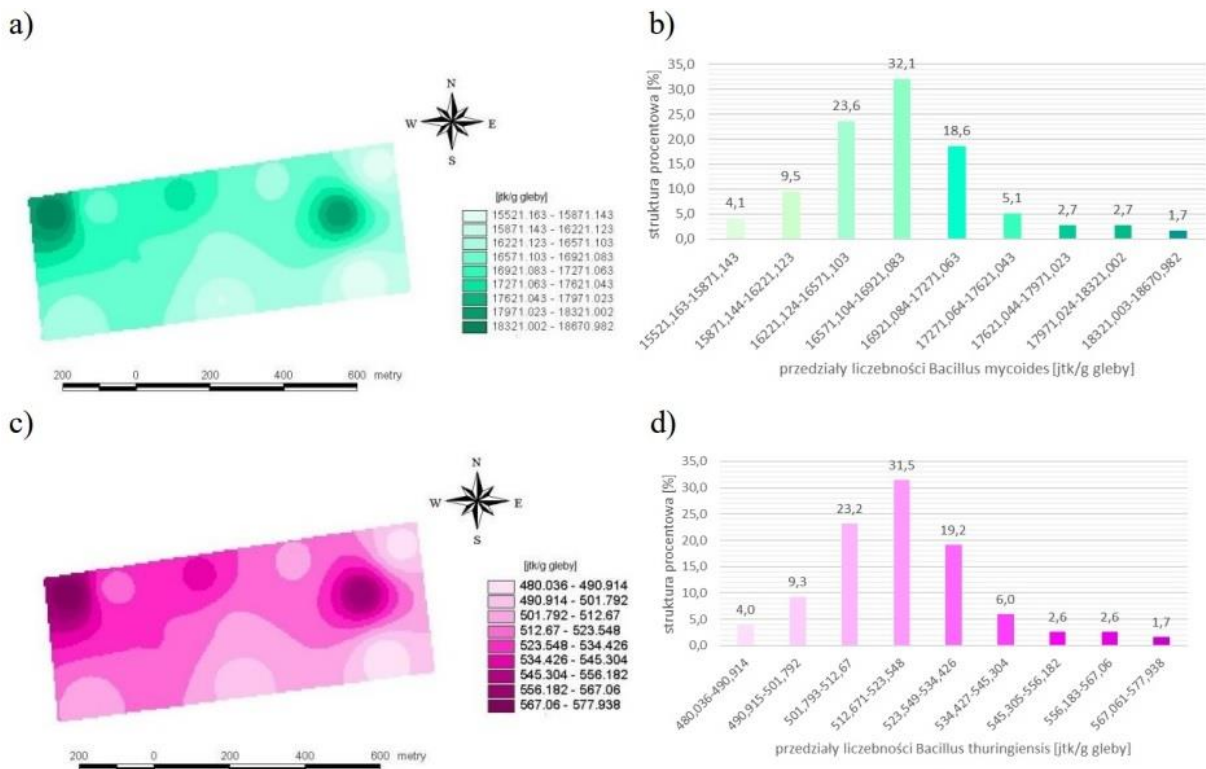 a)
N
W E
S
[jtk/g gleby]
15521.163 - 15871.143
15871.143 - 16221.123
16221.123 - 16571.103
16571.103 - 16921.083
16921.083 - 17271.063
17271.063 - 17621.043
17621.043 - 17971.023
17971.023 - 18321.002
18321.002 - 18670.982
200 0 200 400 600 metry
b)
struktura procentowa [%]
35,0
30,0
25,0
20,0
15,0
10,0
5,0
0,0
4,1
9,5
23,6
32,1
18,6
5,1
2,7
2,7
1,7
15521,163-15871,143
15871,144-16221,123
16221,124-16571,103
16571,104-16921,083
16921,084-17271,063
17271,064-17621,043
17621,044-17971,023
17971,024-18321,002
18321,003-18670,982
przedziały liczebności Bacillus mycoides [jtk/g gleby]
c)
N
W E
S
[jtk/g gleby]
480.036 - 490.914
490.914 - 501.792
501.792 - 512.67
512.67 - 523.548
523.548 - 534.426
534.426 - 545.304
545.304 - 556.182
556.182 - 567.06
567.06 - 577.938
200 0 200 400 600 metry
d)
struktura procentowa [%]
35,0
30,0
25,0
20,0
15,0
10,0
5,0
0,0
4,0
9,3
23,2
31,5
19,2
6,0
2,6
2,6
1,7
480,036-490,914
490,915-501,792
501,793-512,67
512,671-523,548
523,549-534,426
534,427-545,304
545,305-556,182
556,183-567,06
567,061-577,938
przedziały liczebności Bacillus thuringiensis [jtk/g gleby]